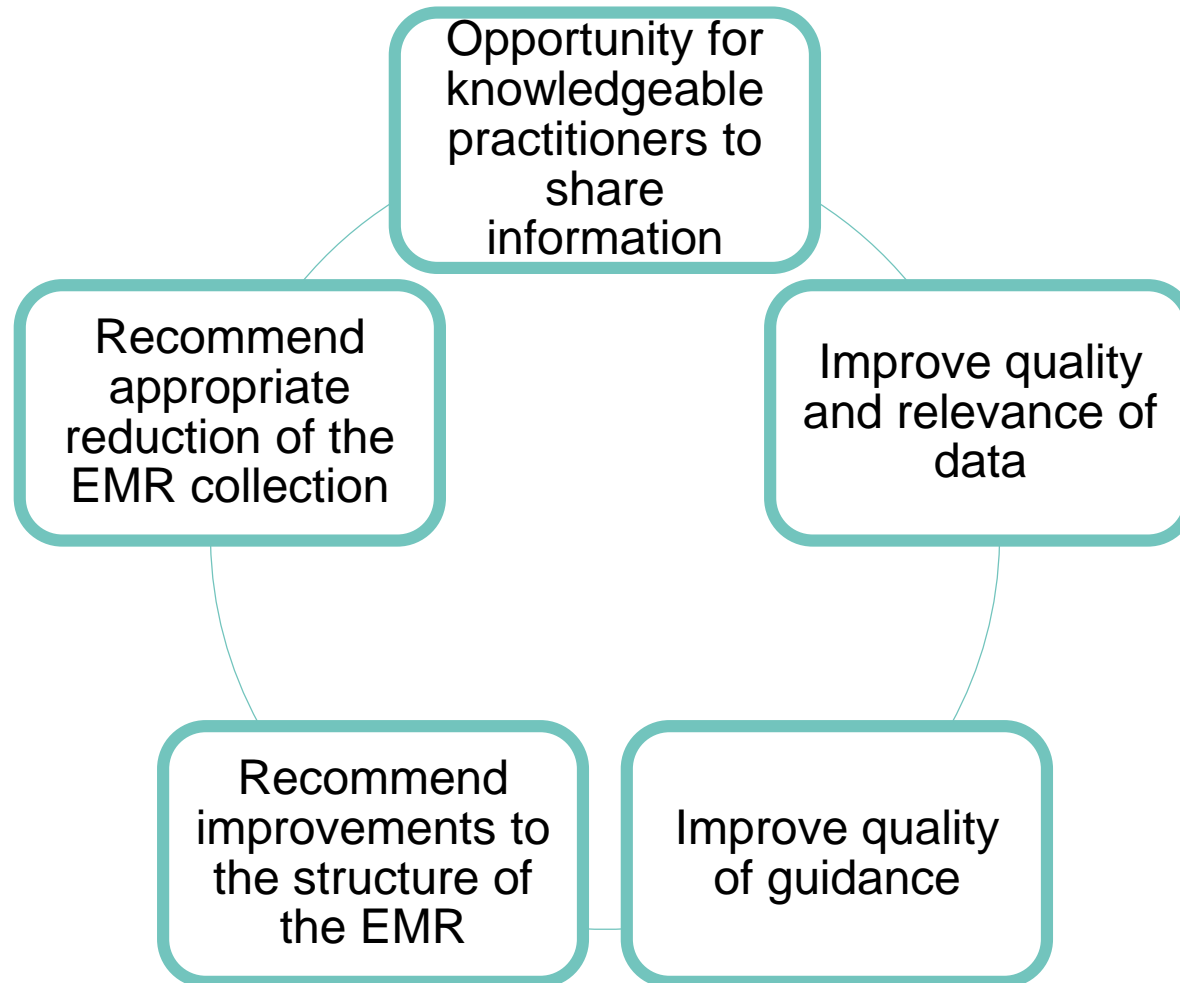 Opportunity for
knowledgeable
practitioners to
share
information
Improve quality
and relevance of
data
Improve quality
of guidance
Recommend
improvements to
the structure of
the EMR
Recommend
appropriate
reduction of the
EMR collection